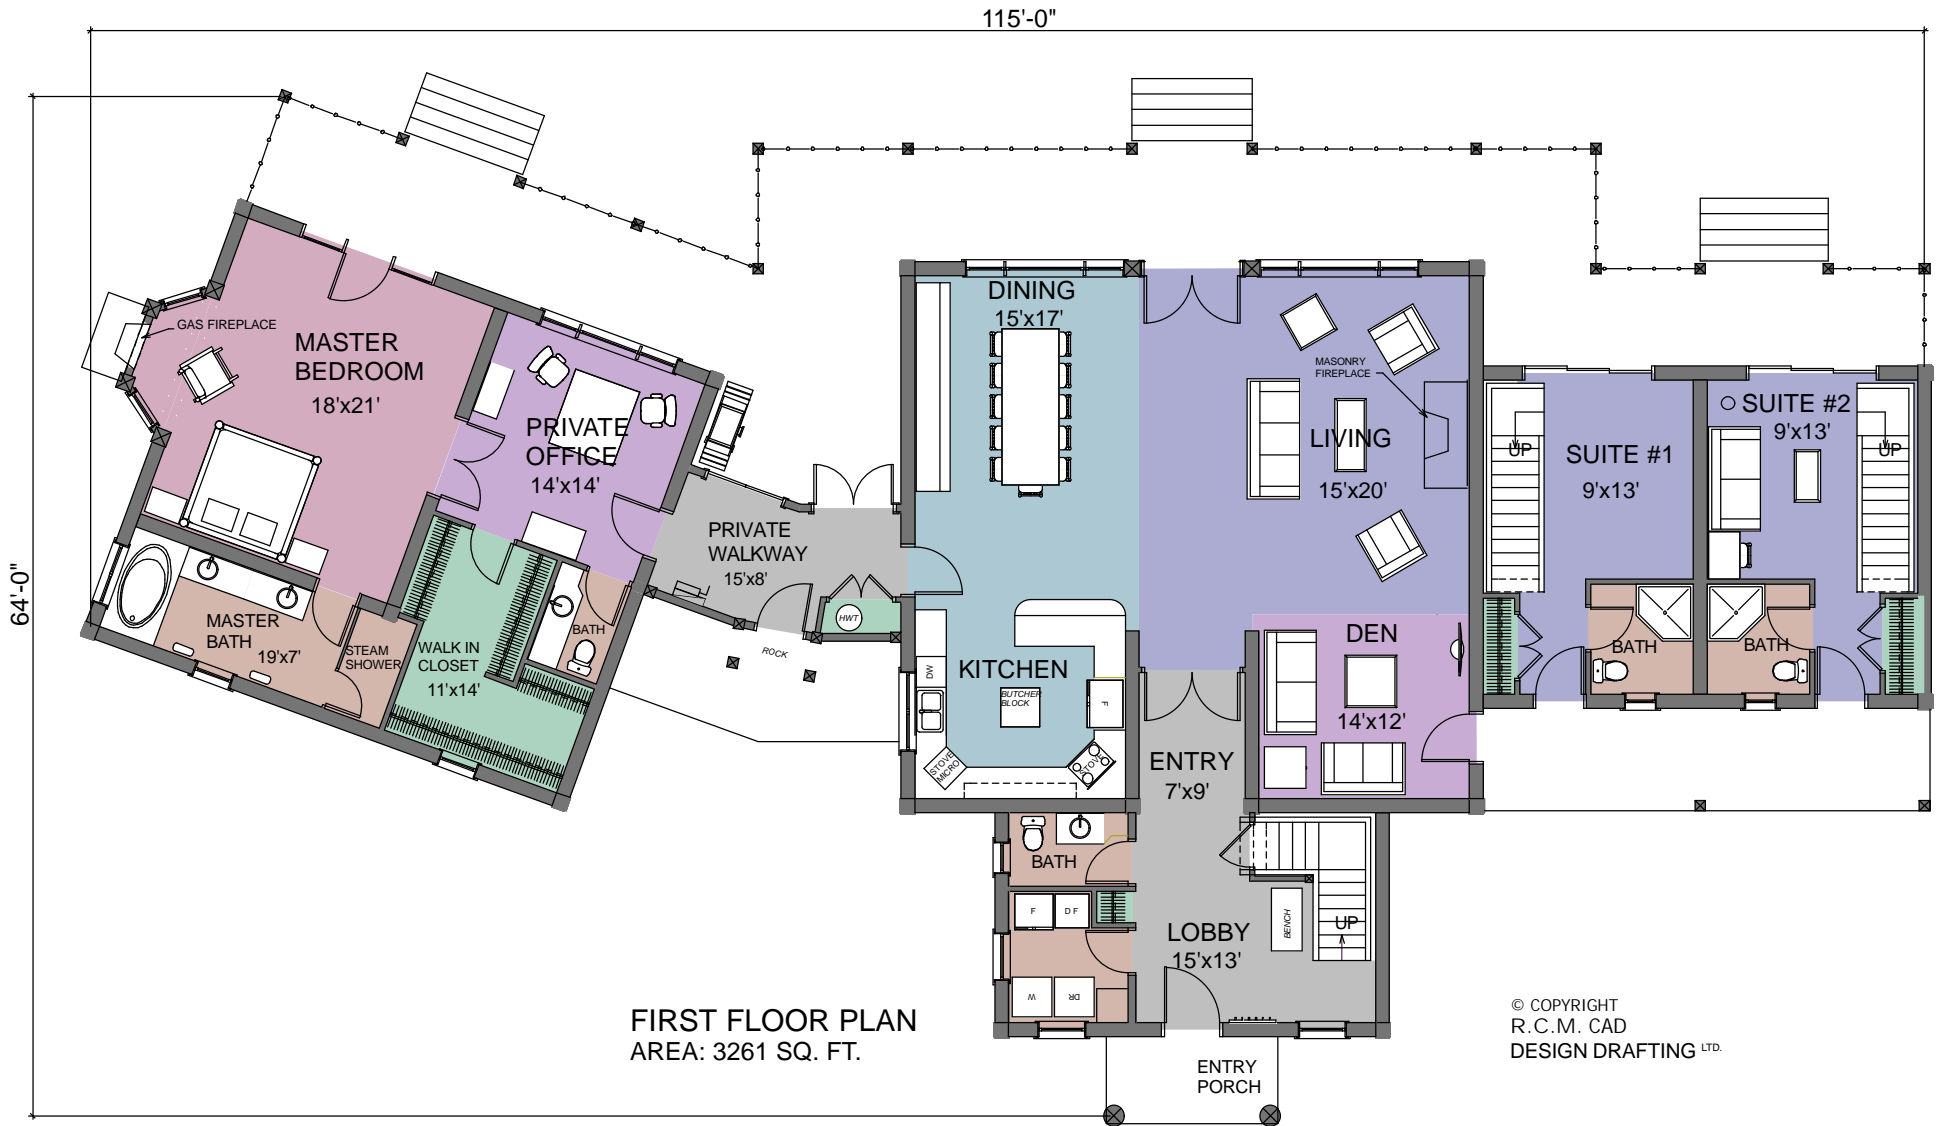 115'-0"
64'-0"
GAS FIREPLACE
MASTER
BEDROOM
18'x21'
PRIVATE
OFFICE
14'x14'
PRIVATE
WALKWAY
15'x8'
HWT
ROCK
MASTER
BATH
19'x7'
STEAM
SHOWER
WALK IN
CLOSET
11'x14'
BATH
DINING
15'x17'
MASONRY
FIREPLACE
LIVING
15'x20'
KITCHEN
DW
BUTCHER
BLOCK
F
STOVE
MICRO
STOVE
DEN
14'x12'
ENTRY
7'x9'
SUITE #1
9'x13'
UP
SUITE #2
9'x13'
UP
BATH
BATH
BATH
F
D F
W
DR
LOBBY
15'x13'
BENCH
UP
ENTRY
PORCH
FIRST FLOOR PLAN
AREA: 3261 SQ. FT.
© COPYRIGHT
R.C.M. CAD
DESIGN DRAFTING LTD.